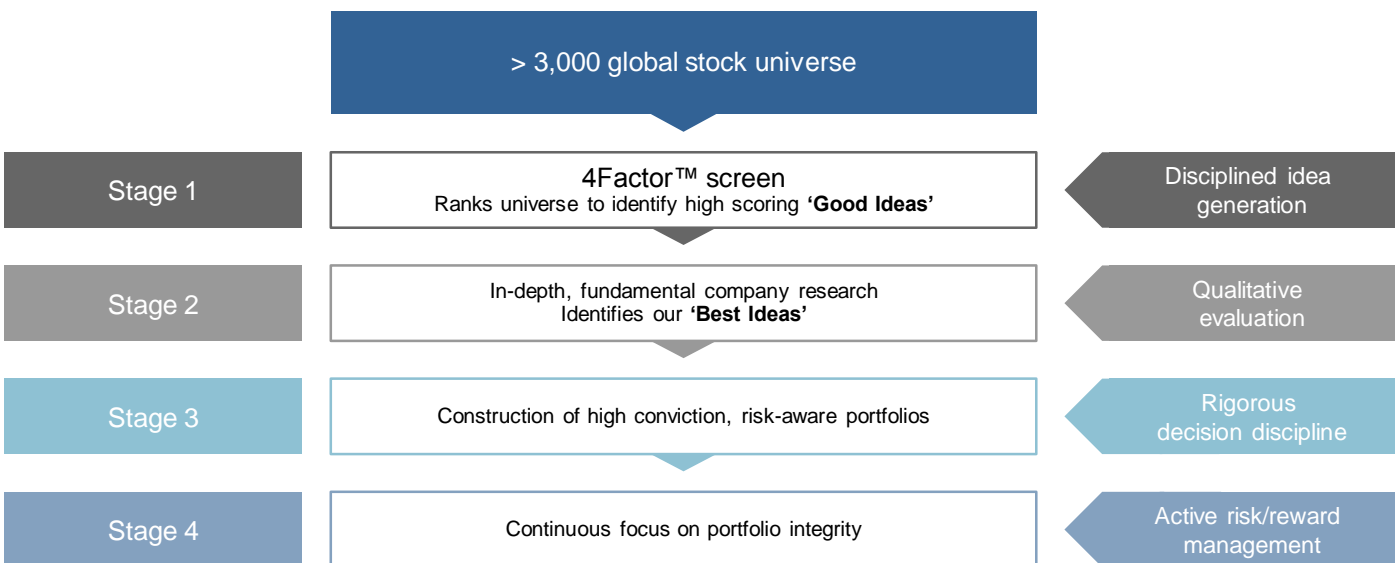 > 3,000 global stock universe
Stage 1
4Factor™ screen
Ranks universe to identify high scoring ‘Good Ideas’
Disciplined idea
generation
Stage 2
In-depth, fundamental company research
Identifies our ‘Best Ideas’
Qualitative
evaluation
Stage 3
Construction of high conviction, risk-aware portfolios
Rigorous
decision discipline
Stage 4
Continuous focus on portfolio integrity
Active risk/reward
management